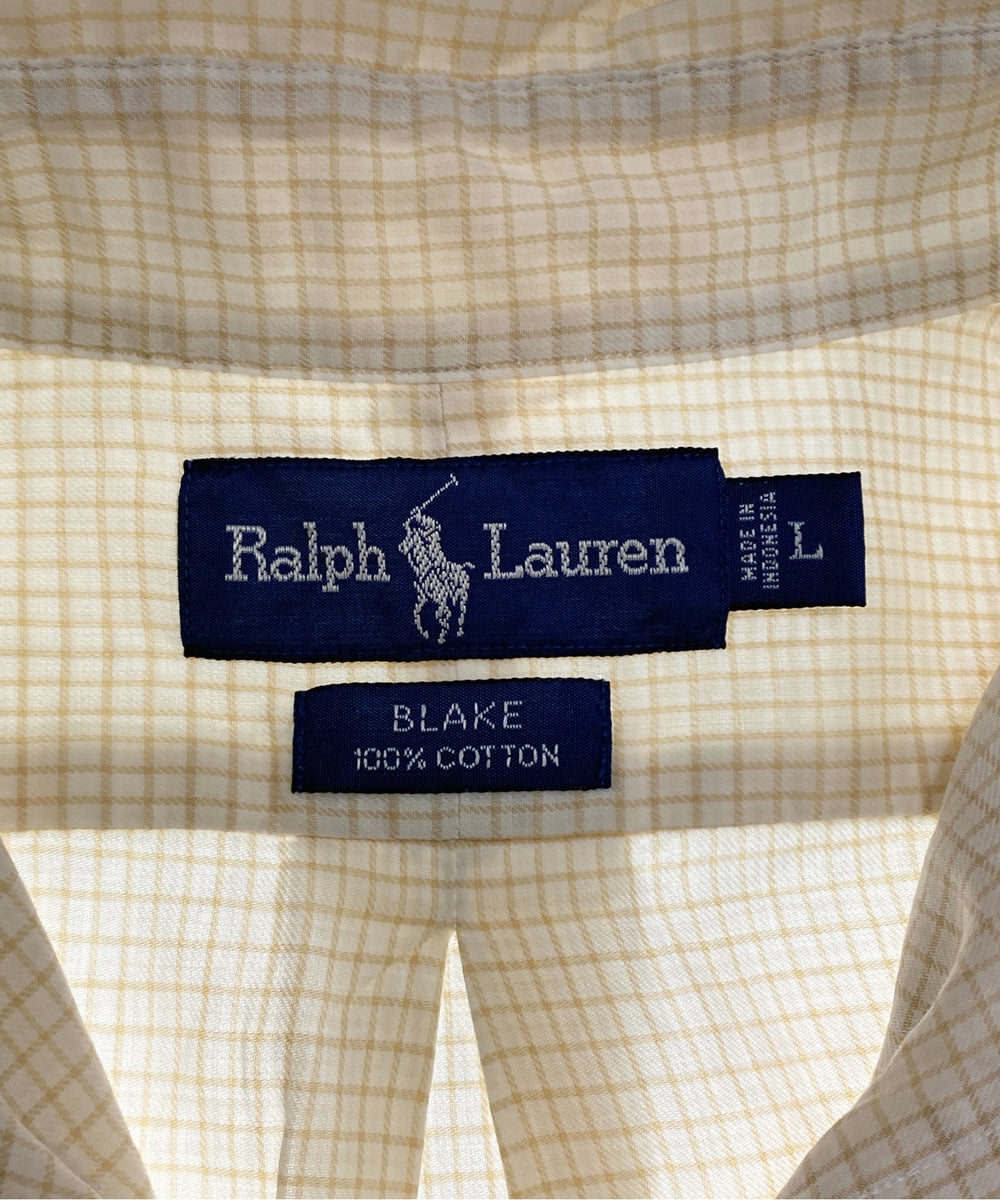 Ralph Lauren
MADE IN
INDONESIA
L
BLAKE
100% COTTON